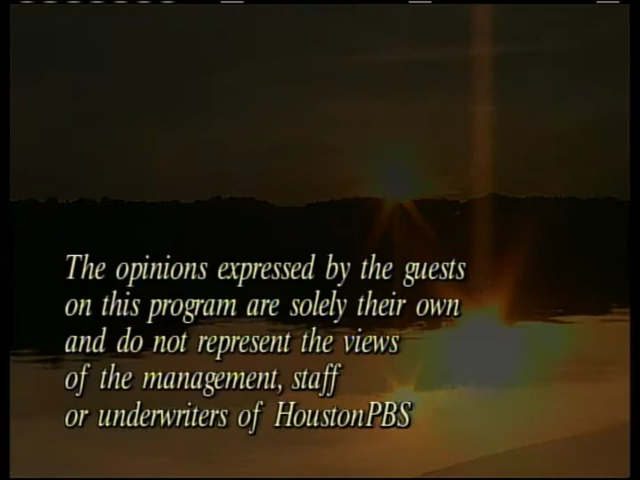 The opinions expressed by the guests
on this program are solely their own
and do not represent the views
of the management, staff
or underwriters of HoustonPBS